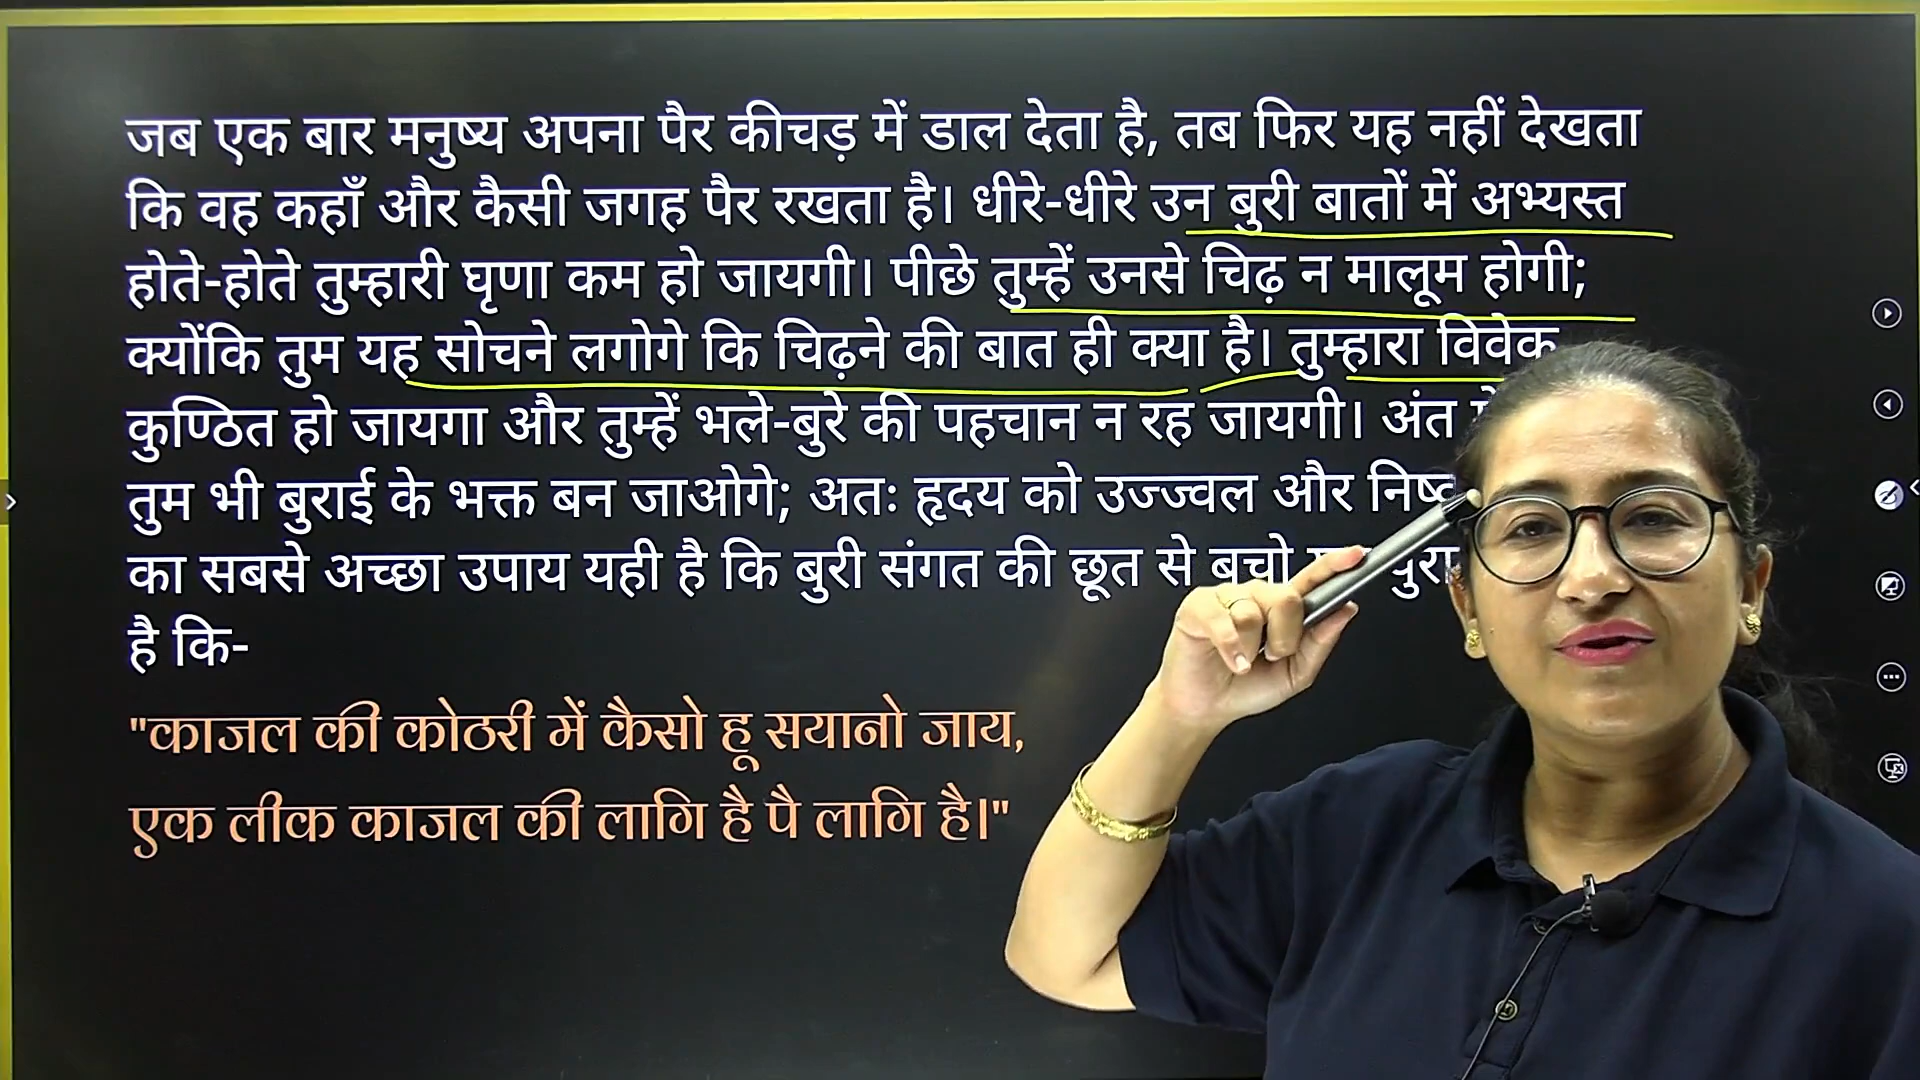 जब एक बार मनुष्य अपना पैर कीचड़ में डाल देता है, तब फिर यह नहीं देखता
कि वह कहाँ और कैसी जगह पैर रखता है। धीरे-धीरे उन बुरी बातों में अभ्यस्त
होते-होते तुम्हारी घृणा कम हो जायगी। पीछे तुम्हें उनसे चिढ़ न मालूम होगी;
क्योंकि तुम यह सोचने लगोगे कि चिढ़ने की बात ही क्या है। तुम्हारा विवेक
कुण्ठित हो जायगा और तुम्हें भले-बुरे की पहचान न रह जायगी। अंत
तुम भी बुराई के भक्त बन जाओगे; अतः हृदय को उज्ज्वल और
का सबसे अच्छा उपाय यही है कि बुरी संगत की छूत से बचो
है कि-
"काजल की कोठरी में कैसो हू सयानो जाय,
एक लीक काजल की लागि है पै लागि है।"